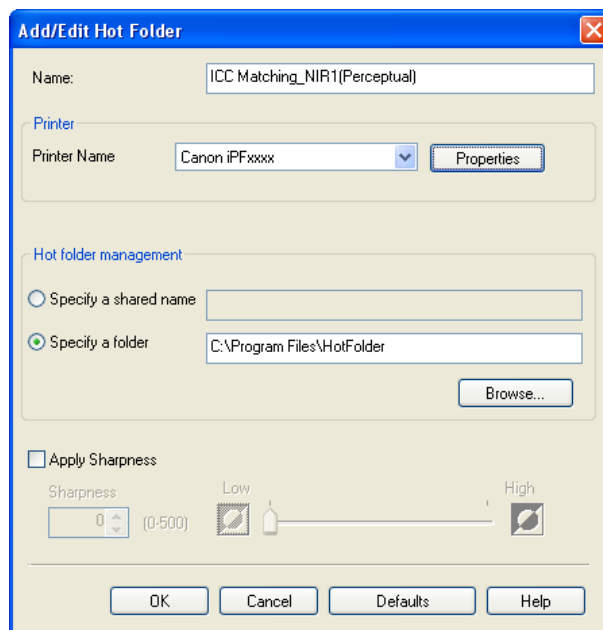 Add/Edit Hot Folder
Name: ICC Matching_NIR1(Perceptual)
Printer
Printer Name Canon iPFxxxx Properties
Hot folder management
Specify a shared name
Specify a folder C:\Program Files\HotFolder
Browse...
Apply Sharpness
Sharpness Low High
0 (0-500)
OK Cancel Defaults Help